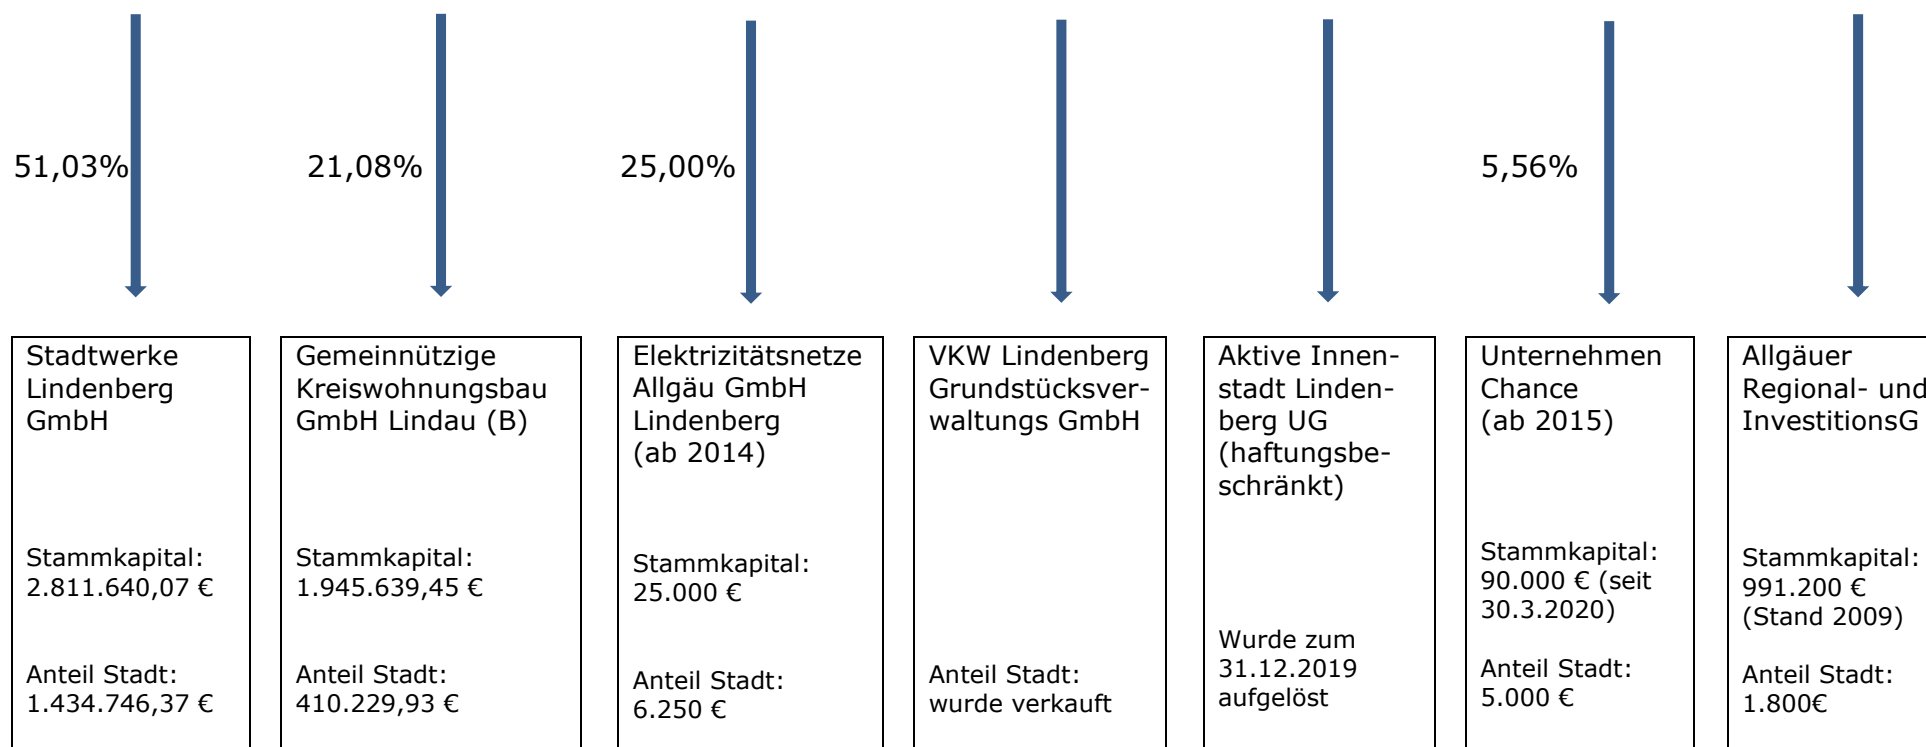 51,03%
21,08%
25,00%
5,56%
Stadtwerke
Lindenberg
GmbH
Stammkapital:
2.811.640,07 €
Anteil Stadt:
1.434.746,37 €
Gemeinnützige
Kreiswohnungsbau
GmbH Lindau (B)
Stammkapital:
1.945.639,45 €
Anteil Stadt:
410.229,93 €
Elektrizitätsnetze
Allgäu GmbH
Lindenberg
(ab 2014)
Stammkapital:
25.000 €
Anteil Stadt:
6.250 €
VKW Lindenberg
Grundstücksver-
waltungs GmbH
Anteil Stadt:
wurde verkauft
Aktive Innen-
stadt Linden-
berg UG
(haftungsbe-
schränkt)
Wurde zum
31.12.2019
aufgelöst
Unternehmen
Chance
(ab 2015)
Stammkapital:
90.000 € (seit
30.3.2020)
Anteil Stadt:
5.000 €
Allgäuer
Regional- und
InvestitionsG
Stammkapital:
991.200 €
(Stand 2009)
Anteil Stadt:
1.800€